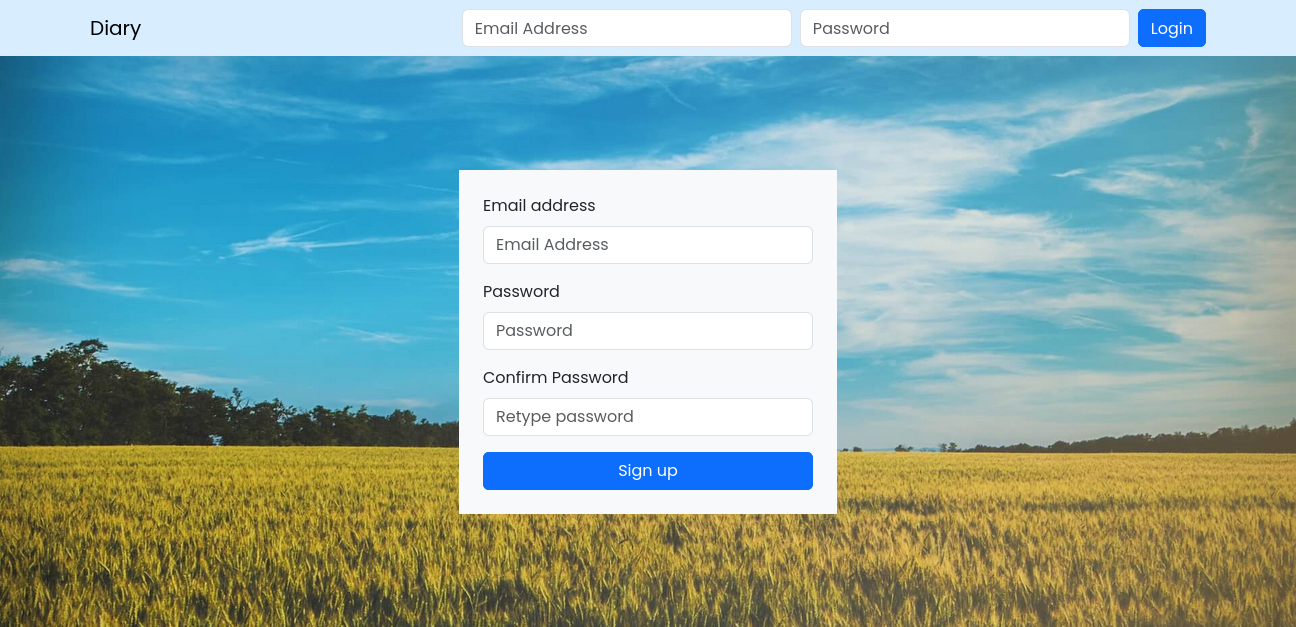 Diary Email Address Password Login
Email address
Email Address
Password
Password
Confirm Password
Retype password
Sign up